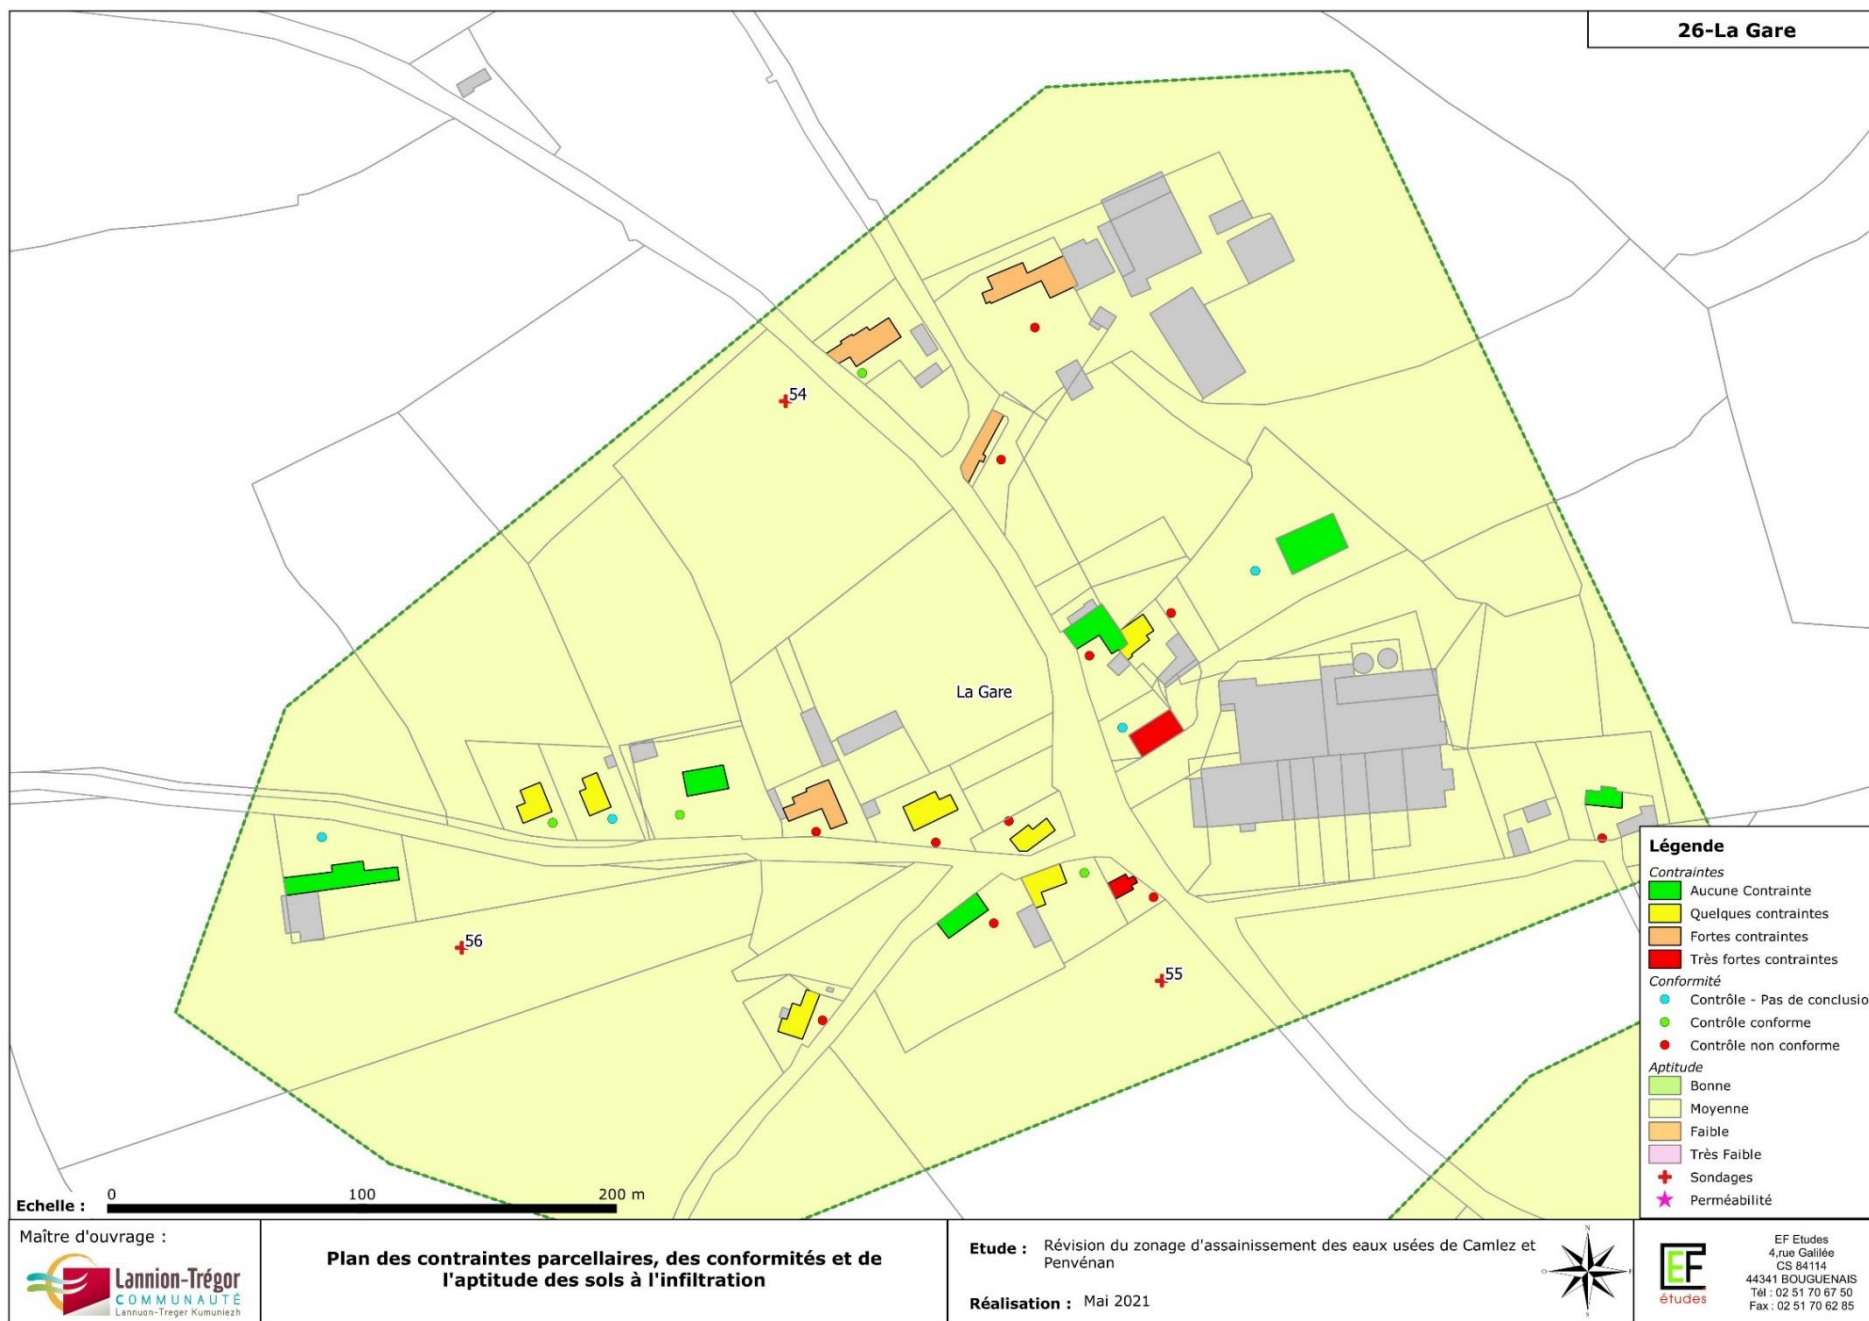 26-La Gare
54
La Gare
56
55
Légende
Contraintes
Aucune Contrainte
Quelques contraintes
Fortes contraintes
Très fortes contraintes
Conformité
Contrôle - Pas de conclusio
Contrôle conforme
Contrôle non conforme
Aptitude
Bonne
Moyenne
Faible
Très Faible
Sondages
Perméabilité
Echelle :
0 100 200 m
Maître d'ouvrage :
Lannion-Trégor
COMMUNAUTÉ
Lannuon-Treger Kumuniezh
Plan des contraintes parcellaires, des conformités et de
l'aptitude des sols à l'infiltration
Etude : Révision du zonage d'assainissement des eaux usées de Camlez et
Penvénan
Réalisation : Mai 2021
N
O
E
S
EF
études
EF Etudes
4,rue Galilée
CS 84114
44341 BOUGUENAIS
Tél : 02 51 70 67 50
Fax : 02 51 70 62 85